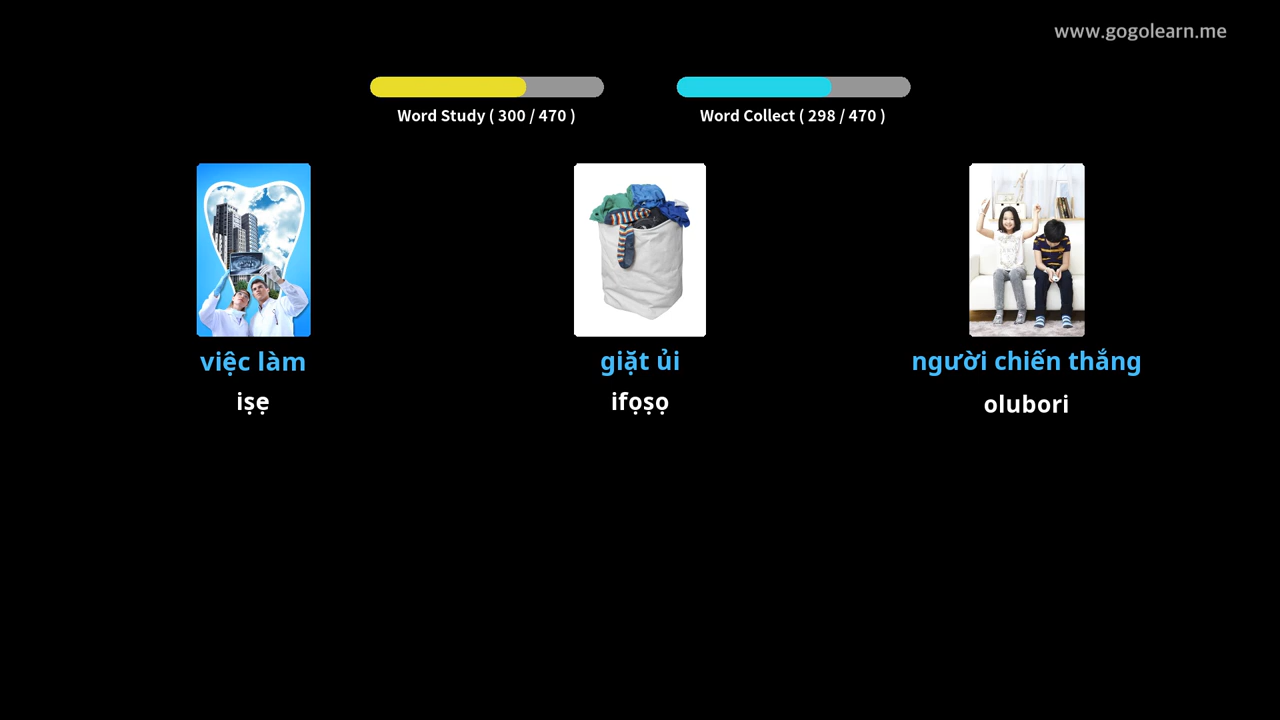 www.gogolearn.me
Word Study ( 300 / 470 )
Word Collect ( 298 / 470 )
việc làm
giặt ủi
người chiến thắng
iṣẹ
ifọṣọ
olubori